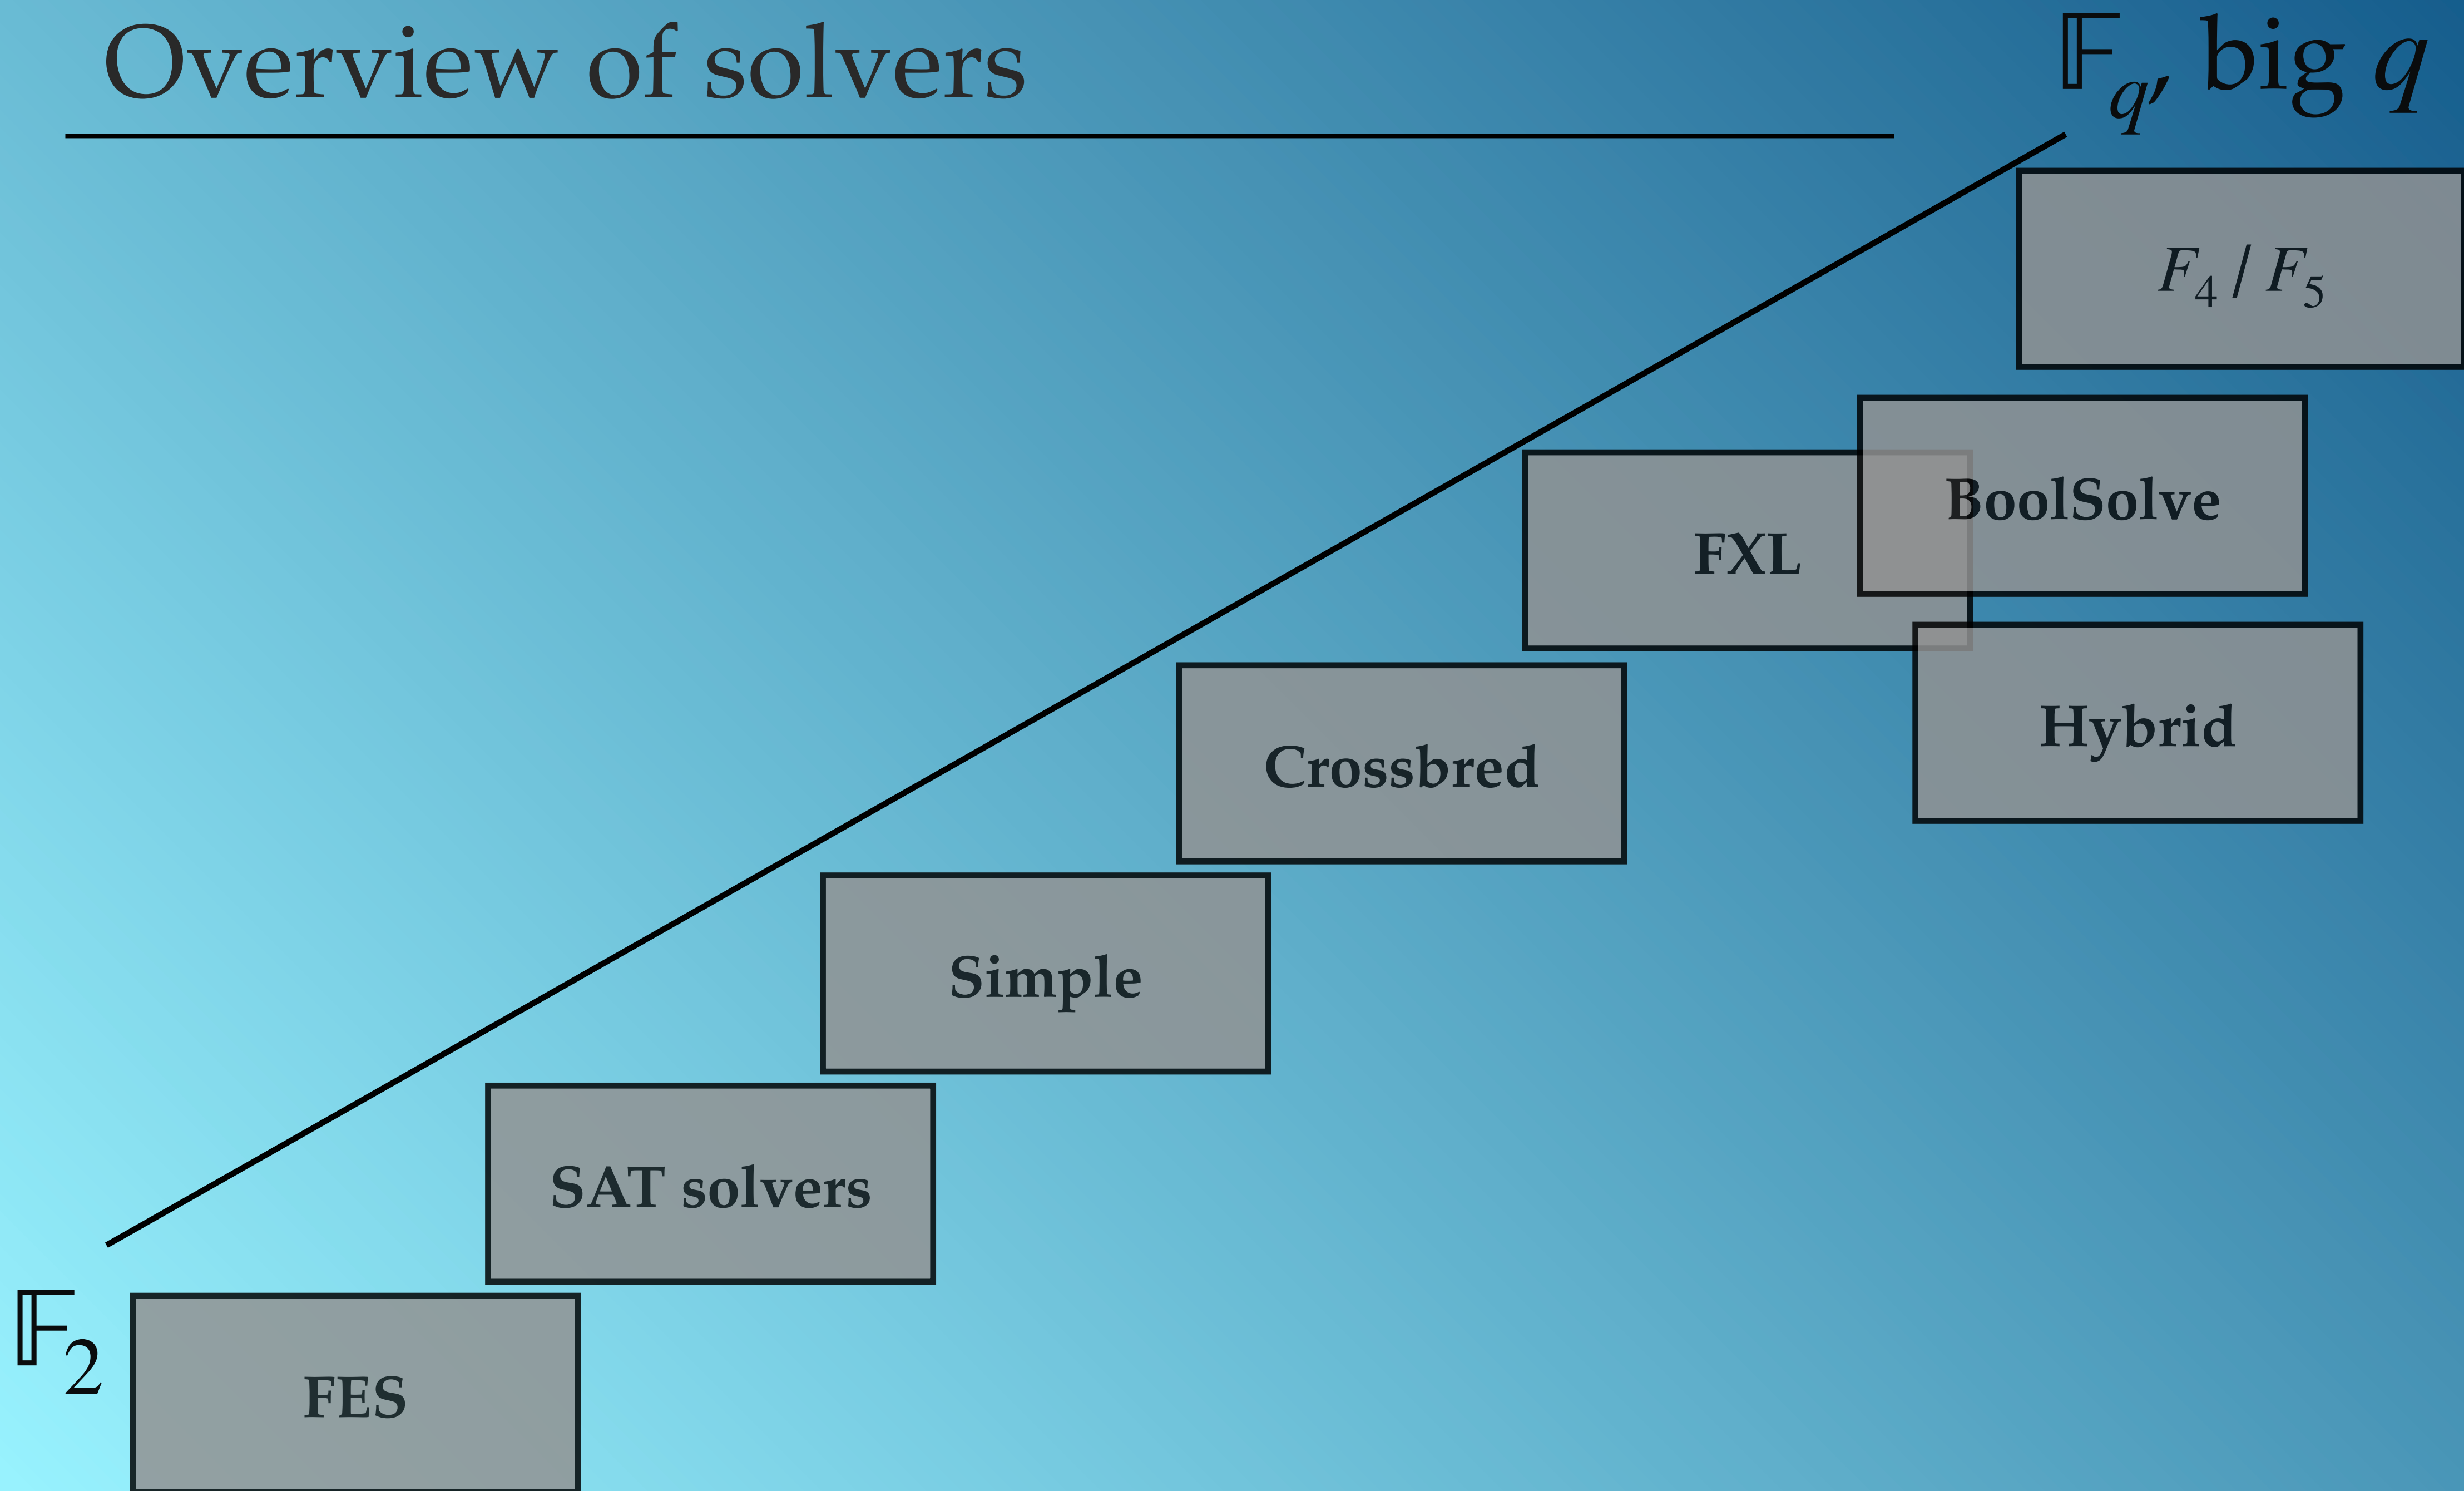 Overview of solvers
𝔽q, big q
F4 / F5
BoolSolve
FXL
Hybrid
Crossbred
Simple
SAT solvers
𝔽2
FES